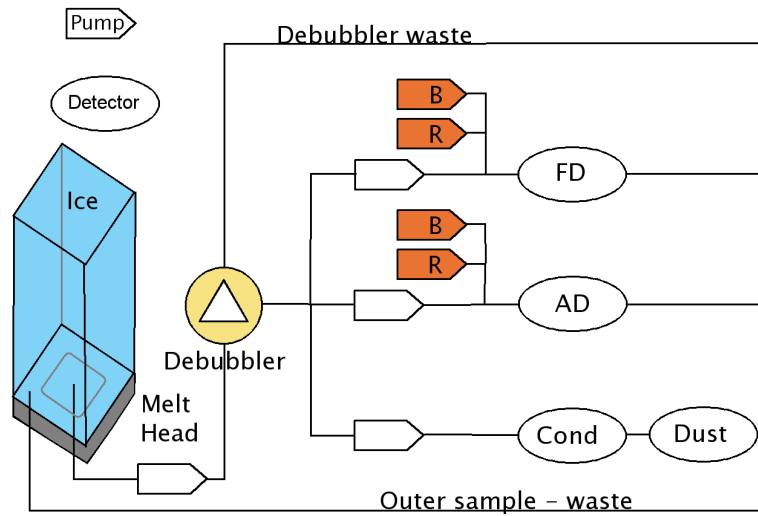 Pump
Debubbler waste
Detector
B
R
FD
Ice
B
R
AD
Debubbler
Melt
Head
Cond
Dust
Outer sample – waste